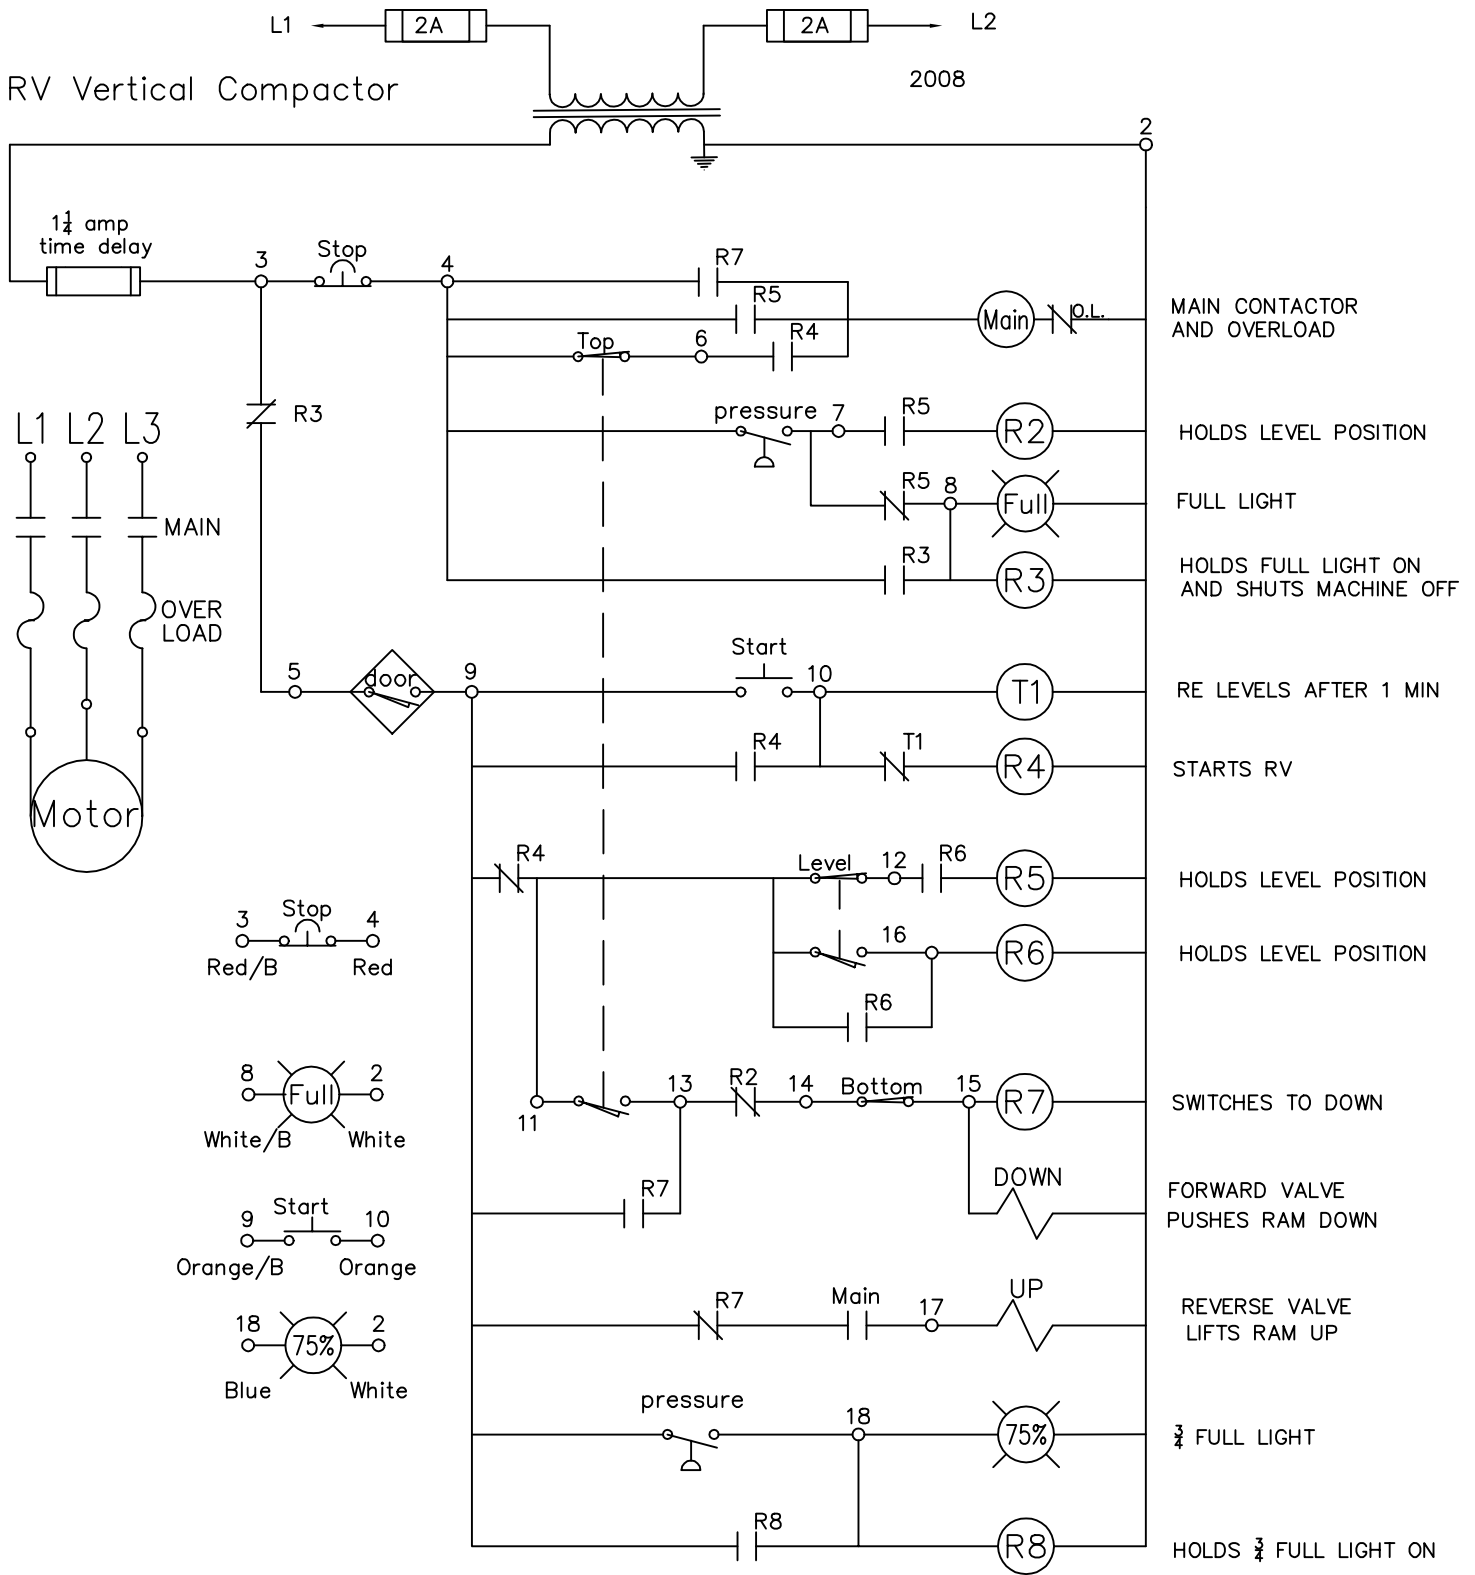 L1
2A
2A
L2
RV Vertical Compactor
2008
2
1¼ amp
time delay
3
Stop
4
R7
R5
Main
O.L.
MAIN CONTACTOR
AND OVERLOAD
Top
6
R4
R3
pressure
7
R5
R2
HOLDS LEVEL POSITION
L1
L2
L3
R5
8
Full
FULL LIGHT
MAIN
R3
R3
HOLDS FULL LIGHT ON
AND SHUTS MACHINE OFF
OVER
LOAD
5
door
9
Start
10
T1
RE LEVELS AFTER 1 MIN
R4
T1
R4
STARTS RV
Motor
R4
Level
12
R6
R5
HOLDS LEVEL POSITION
3
Stop
4
Red/B
Red
16
R6
HOLDS LEVEL POSITION
R6
8
Full
2
White/B
White
11
13
R2
14
Bottom
15
R7
SWITCHES TO DOWN
R7
DOWN
FORWARD VALVE
PUSHES RAM DOWN
9
Start
10
Orange/B
Orange
R7
Main
17
UP
REVERSE VALVE
LIFTS RAM UP
18
75%
2
Blue
White
pressure
18
75%
¾ FULL LIGHT
R8
R8
HOLDS ¾ FULL LIGHT ON